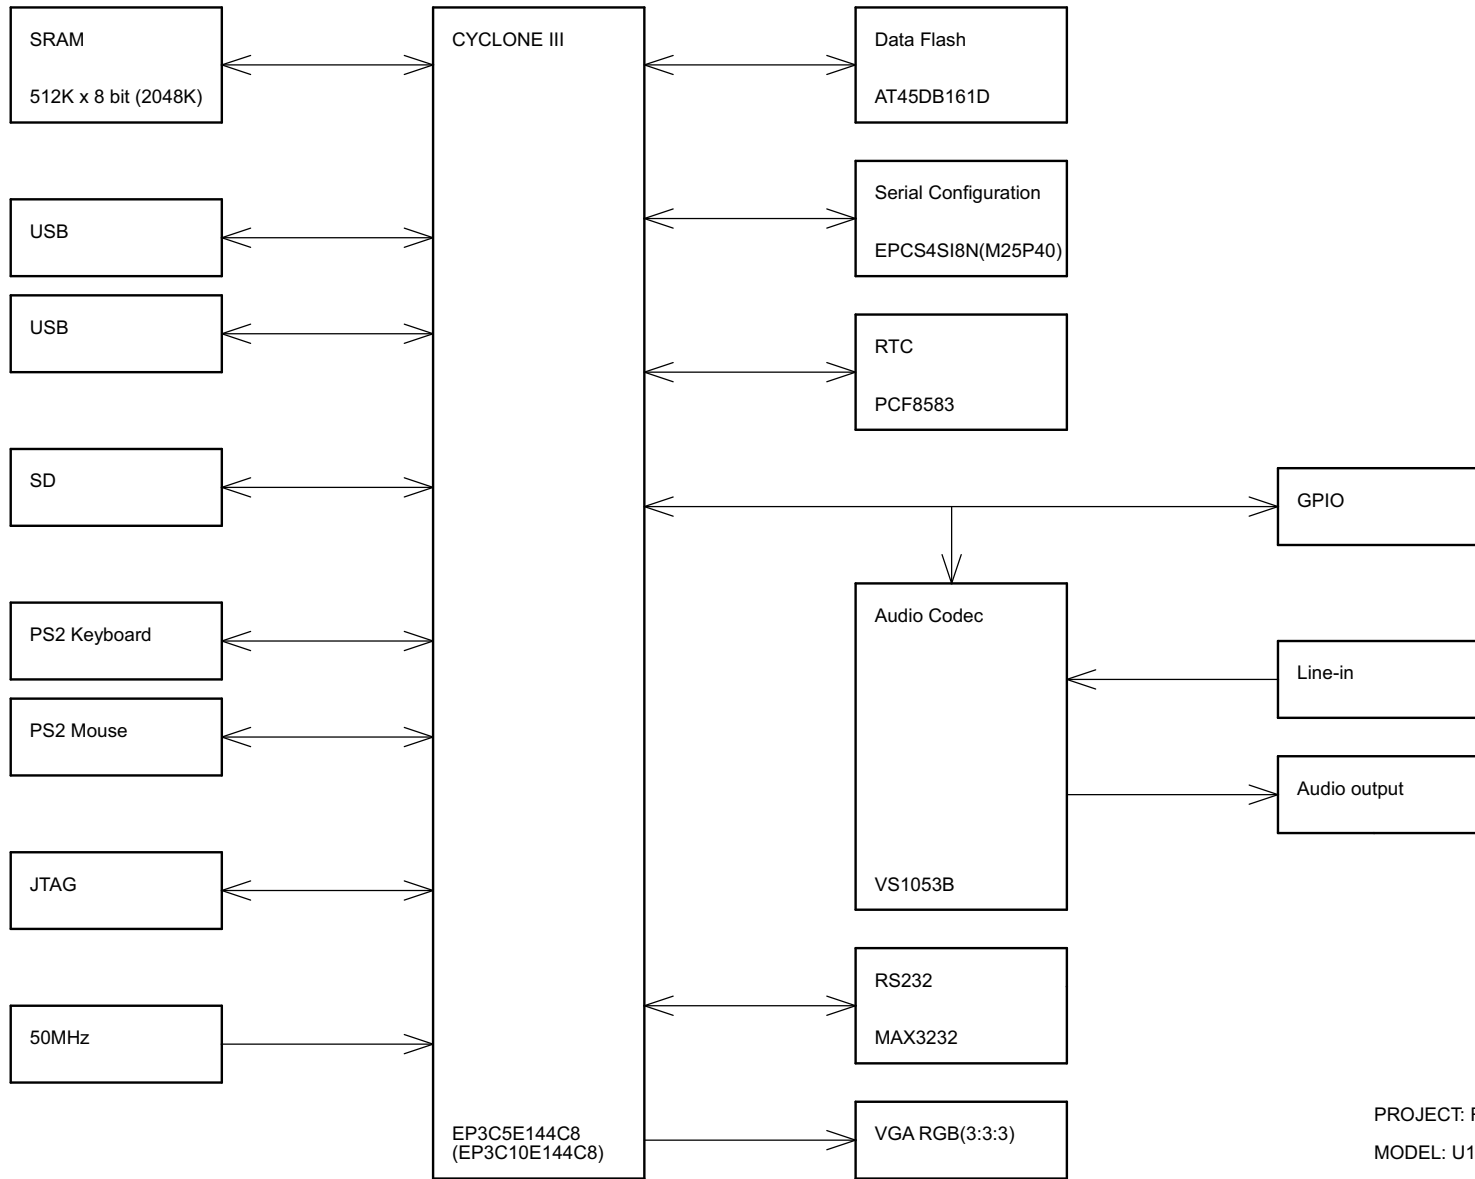 SRAM
512K x 8 bit (2048K)
USB
USB
SD
PS2 Keyboard
PS2 Mouse
JTAG
50MHz
CYCLONE III
EP3C5E144C8
(EP3C10E144C8)
Data Flash
AT45DB161D
Serial Configuration
EPCS4SI8N(M25P40)
RTC
PCF8583
GPIO
Audio Codec
VS1053B
Line-in
Audio output
RS232
MAX3232
VGA RGB(3:3:3)
PROJECT:
MODEL: U1